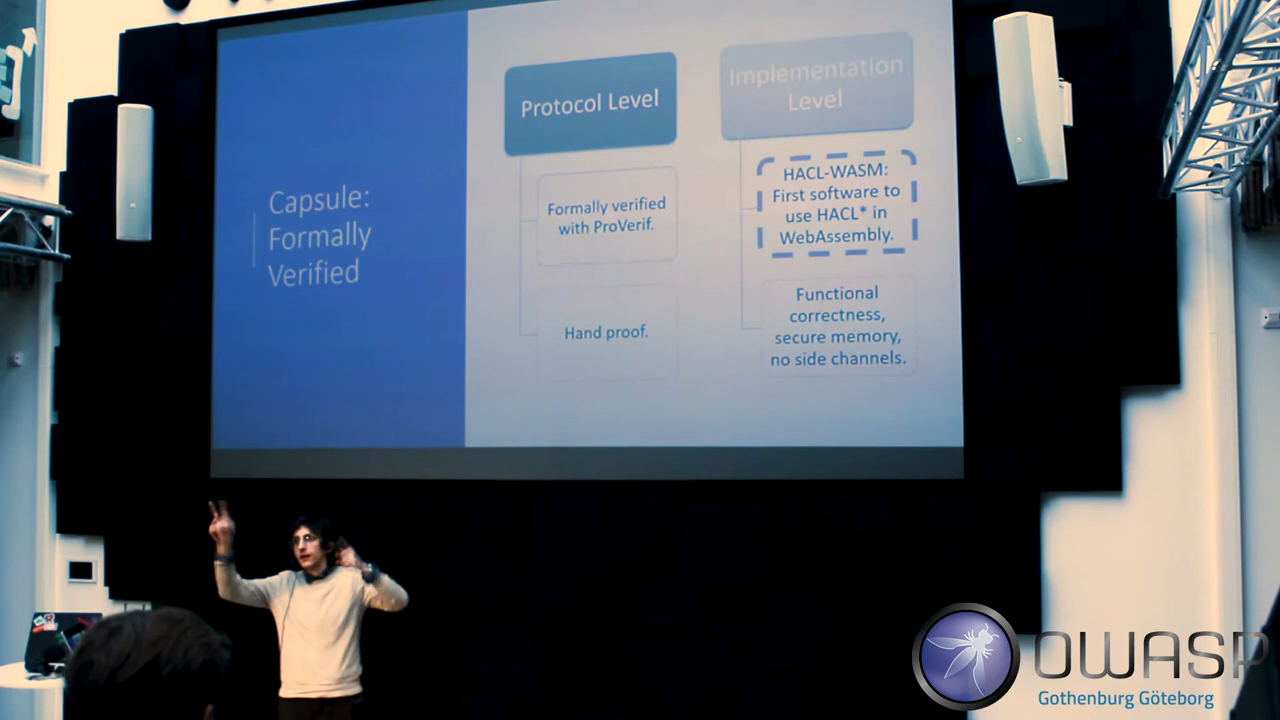 Capsule:
Formally
Verified
Protocol Level
Formally verified
with ProVerif.
Hand proof.
Implementation
Level
HACL-WASM:
First software to
use HACL* in
WebAssembly.
Functional
correctness,
secure memory,
no side channels.
OWASP
Gothenburg Göteborg